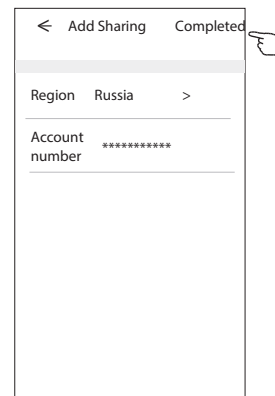 ← Add Sharing Completed
Region Russia >
Account
number ***********